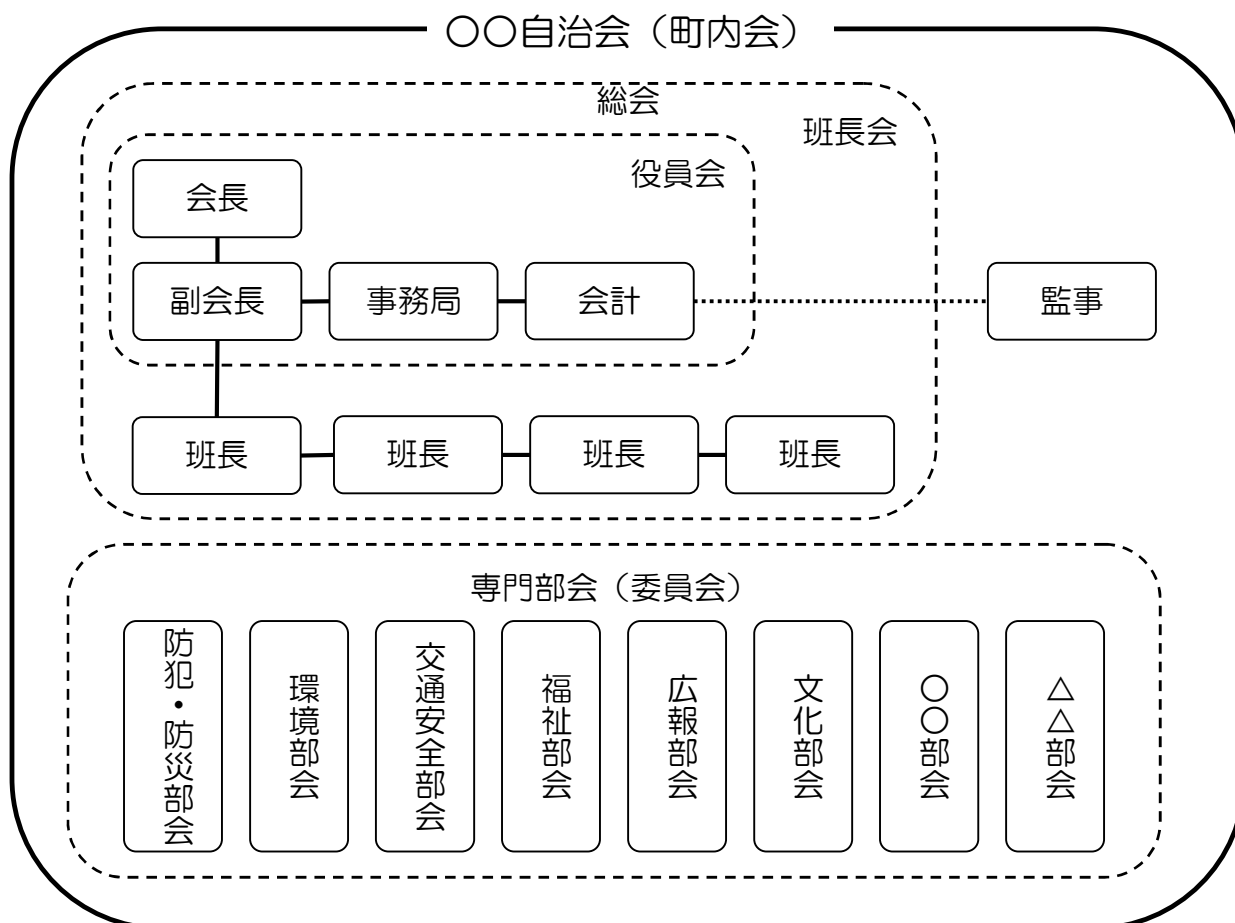 〇〇自治会（町内会）
総会
班長会
役員会
会長
副会長
事務局
会計
監事
班長
班長
班長
班長
専門部会（委員会）
防犯・防災部会
環境部会
交通安全部会
福祉部会
広報部会
文化部会
〇〇部会
△△部会